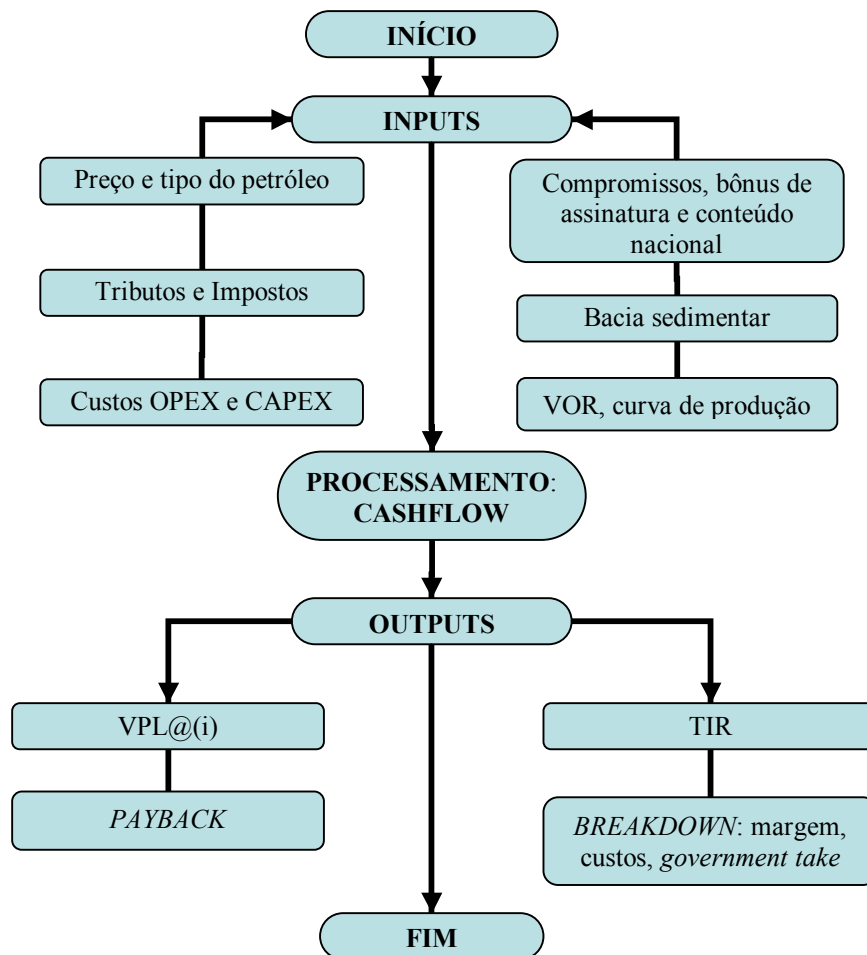 INÍCIO
INPUTS
Preço e tipo do petróleo
Tributos e Impostos
Custos OPEX e CAPEX
Compromissos, bônus de
assinatura e conteúdo
nacional
Bacia sedimentar
VOR, curva de produção
PROCESSAMENTO:
CASHFLOW
OUTPUTS
VPL@(i)
PAYBACK
TIR
BREAKDOWN: margem,
custos, government take
FIM